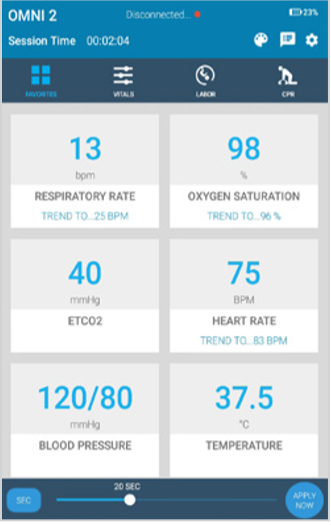 OMNI 2 Disconnected... 23%
Session Time 00:02:04
FAVORITES VITALS LABOR CPR
13 98
bpm %
RESPIRATORY RATE OXYGEN SATURATION
TREND TO...25 BPM TREND TO...96 %
40 75
mmHg BPM
ETCO2 HEART RATE
TREND TO...83 BPM
120/80 37.5
mmHg °C
BLOOD PRESSURE TEMPERATURE
20 SEC
SEC APPLY
NOW